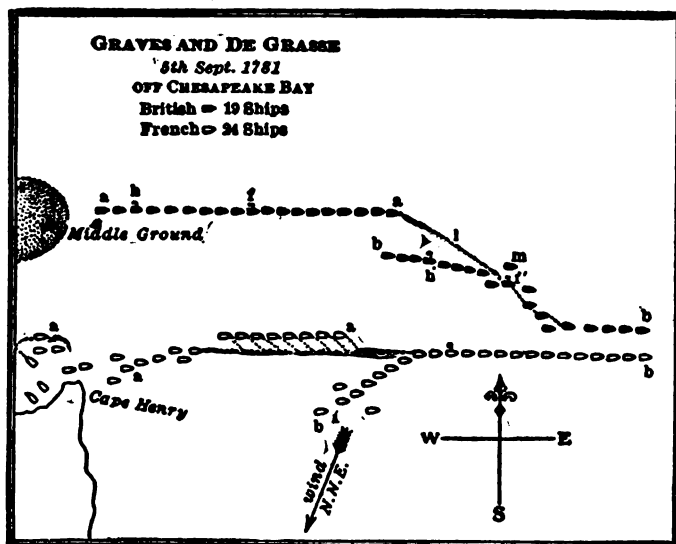 GRAVES AND DE GRASSE
5th Sept. 1781
OFF CHESAPEAKE BAY
British 19 Ships
French 24 Ships
a h f a
Middle Ground
l
b
h
m
f''
b
a a
a
b
Cape Henry
b
wind
N.N.E.
W E
S